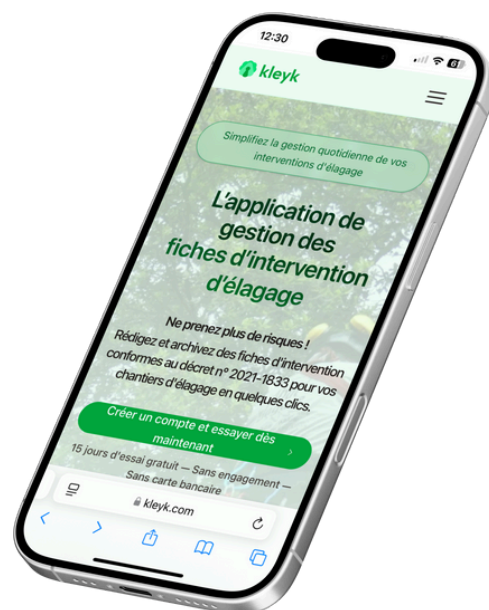 12:30
kleyk
Simplifiez la gestion quotidienne de vos
interventions d'élagage
L'application de
gestion des
fiches d'intervention
d'élagage
Ne prenez plus de risques !
Rédigez et archivez des fiches d'intervention
conformes au décret n° 2021-1833 pour vos
chantiers d'élagage en quelques clics.
Créer un compte et essayer dès
maintenant
15 jours d'essai gratuit — Sans engagement —
Sans carte bancaire
kleyk.com